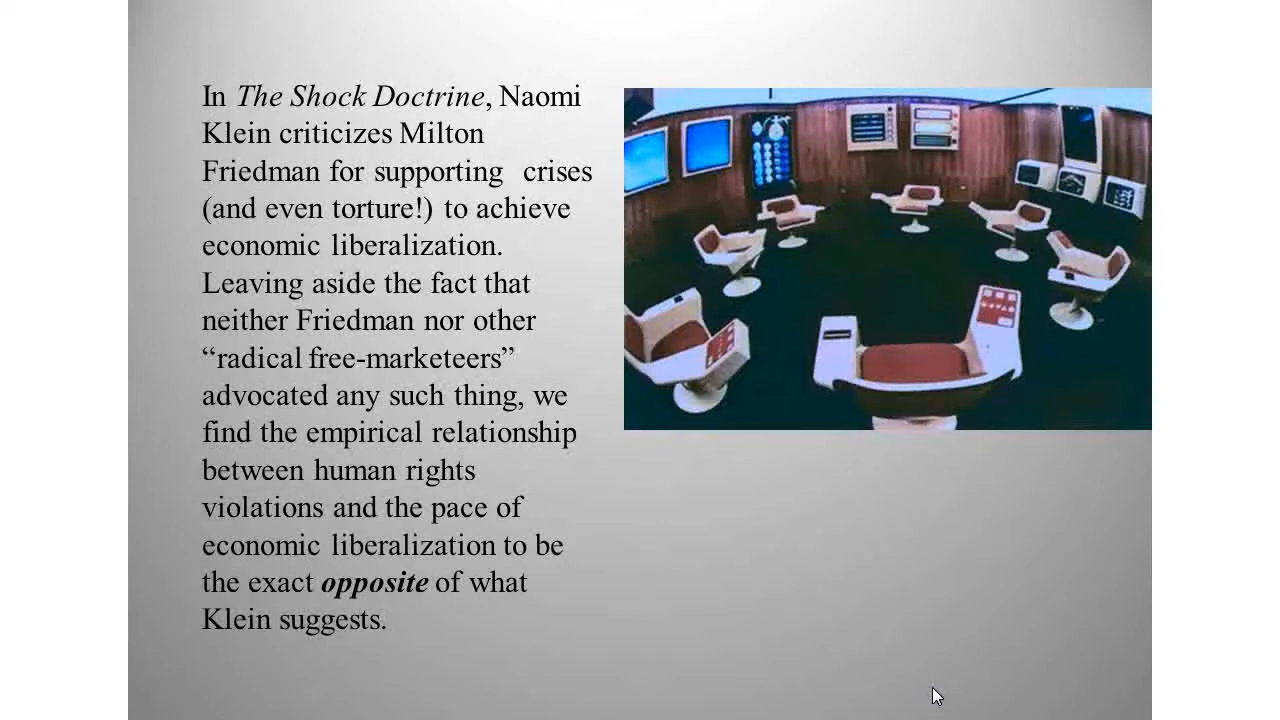 In The Shock Doctrine, Naomi
Klein criticizes Milton
Friedman for supporting crises
(and even torture!) to achieve
economic liberalization.
Leaving aside the fact that
neither Friedman nor other
“radical free-marketeers”
advocated any such thing, we
find the empirical relationship
between human rights
violations and the pace of
economic liberalization to be
the exact opposite of what
Klein suggests.